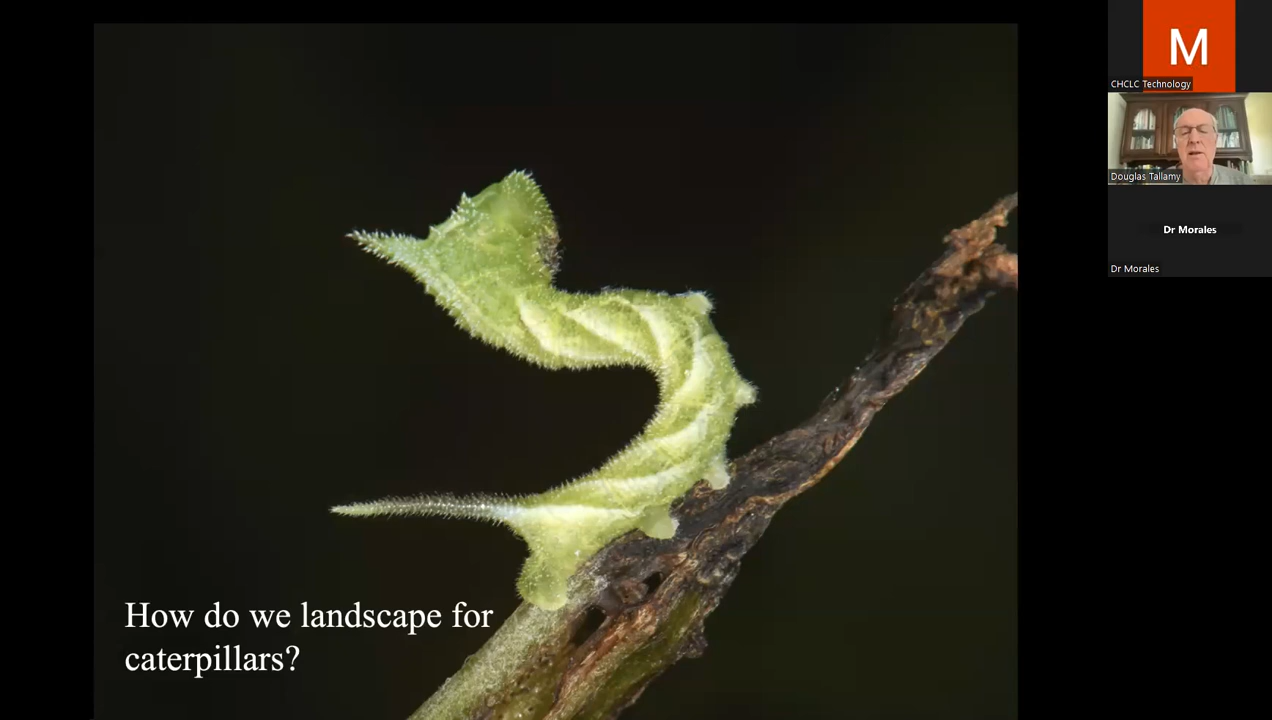 M
CHCLC Technology
Douglas Tallamy
Dr Morales
Dr Morales
How do we landscape for
caterpillars?